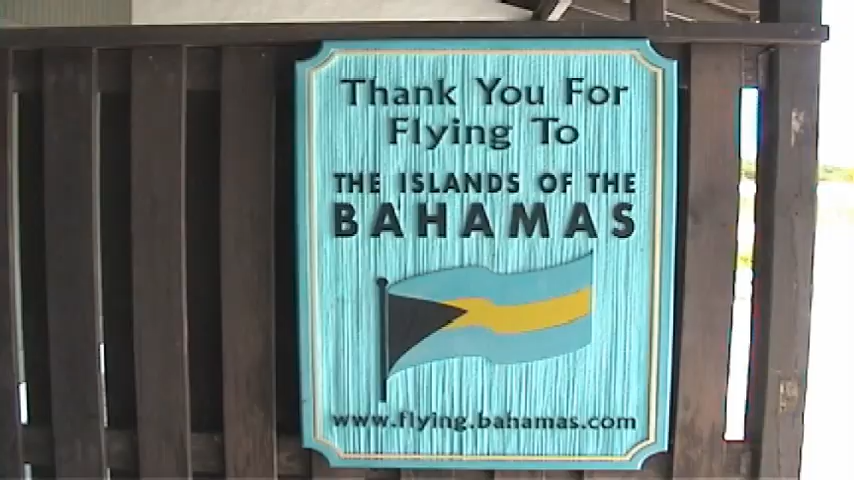 Thank You For
Flying To
THE ISLANDS OF THE
BAHAMAS
www.flying.bahamas.com